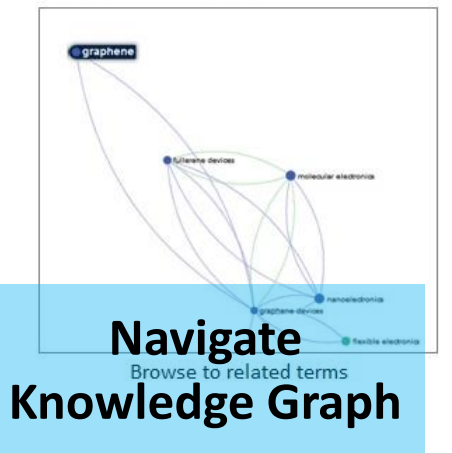 graphene
fullerene devices
molecular electronics
nanoelectronics
graphene devices
flexible electronics
Navigate
Browse to related terms
Knowledge Graph